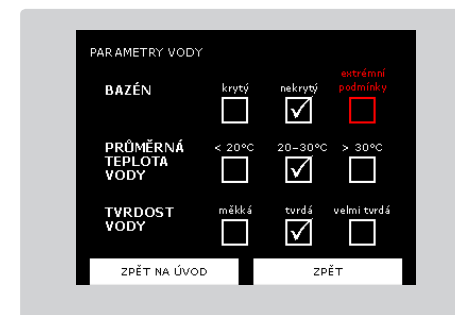 PARAMETRY VODY
extrémní
BAZÉN krytý nekrytý podmínky
PRŮMĚRNÁ < 20°C 20-30°C > 30°C
TEPLOTA
VODY
TVRDOST měkká tvrdá velmi tvrdá
VODY
ZPĚT NA ÚVOD ZPĚT